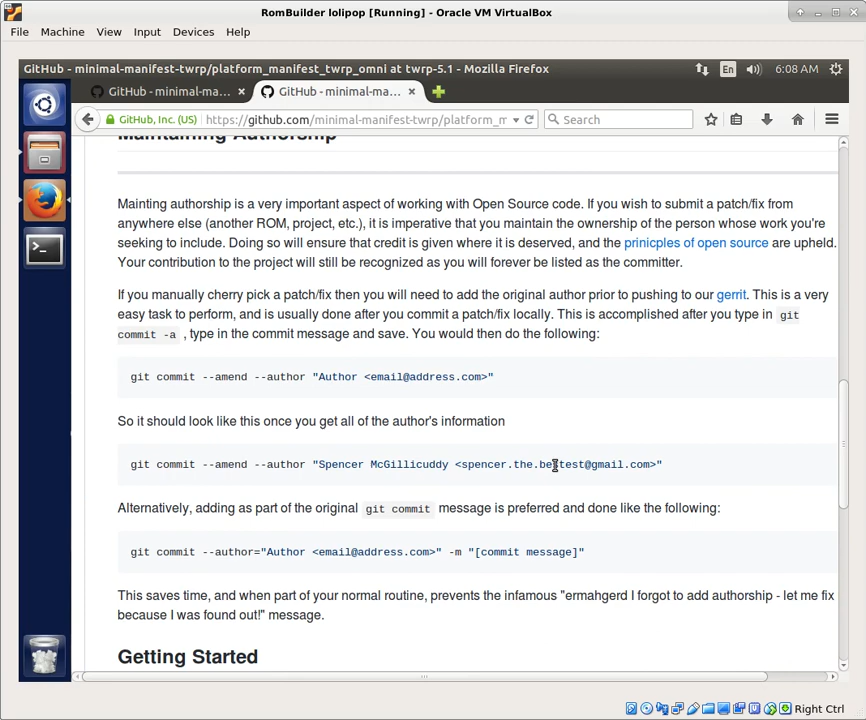 RomBuilder lolipop [Running] - Oracle VM VirtualBox
File Machine View Input Devices Help
GitHub - minimal-manifest-twrp/platform_manifest_twrp_omni at twrp-5.1 - Mozilla Firefox
En 6:08 AM
GitHub - minimal-ma... × GitHub - minimal-ma... ×
GitHub, Inc. (US) https://github.com/minimal-manifest-twrp/platform_r Search
Maintaining Authorship
Mainting authorship is a very important aspect of working with Open Source code. If you wish to submit a patch/fix from
anywhere else (another ROM, project, etc.), it is imperative that you maintain the ownership of the person whose work you're
seeking to include. Doing so will ensure that credit is given where it is deserved, and the prinicples of open source are upheld.
Your contribution to the project will still be recognized as you will forever be listed as the committer.
If you manually cherry pick a patch/fix then you will need to add the original author prior to pushing to our gerrit. This is a very
easy task to perform, and is usually done after you commit a patch/fix locally. This is accomplished after you type in git
commit -a , type in the commit message and save. You would then do the following:
git commit --amend --author "Author <email@address.com>"
So it should look like this once you get all of the author's information
git commit --amend --author "Spencer McGillicuddy <spencer.the.bestest@gmail.com>"
Alternatively, adding as part of the original git commit message is preferred and done like the following:
git commit --author="Author <email@address.com>" -m "[commit message]"
This saves time, and when part of your normal routine, prevents the infamous "ermahgerd I forgot to add authorship - let me fix
because I was found out!" message.
Getting Started
Right Ctrl